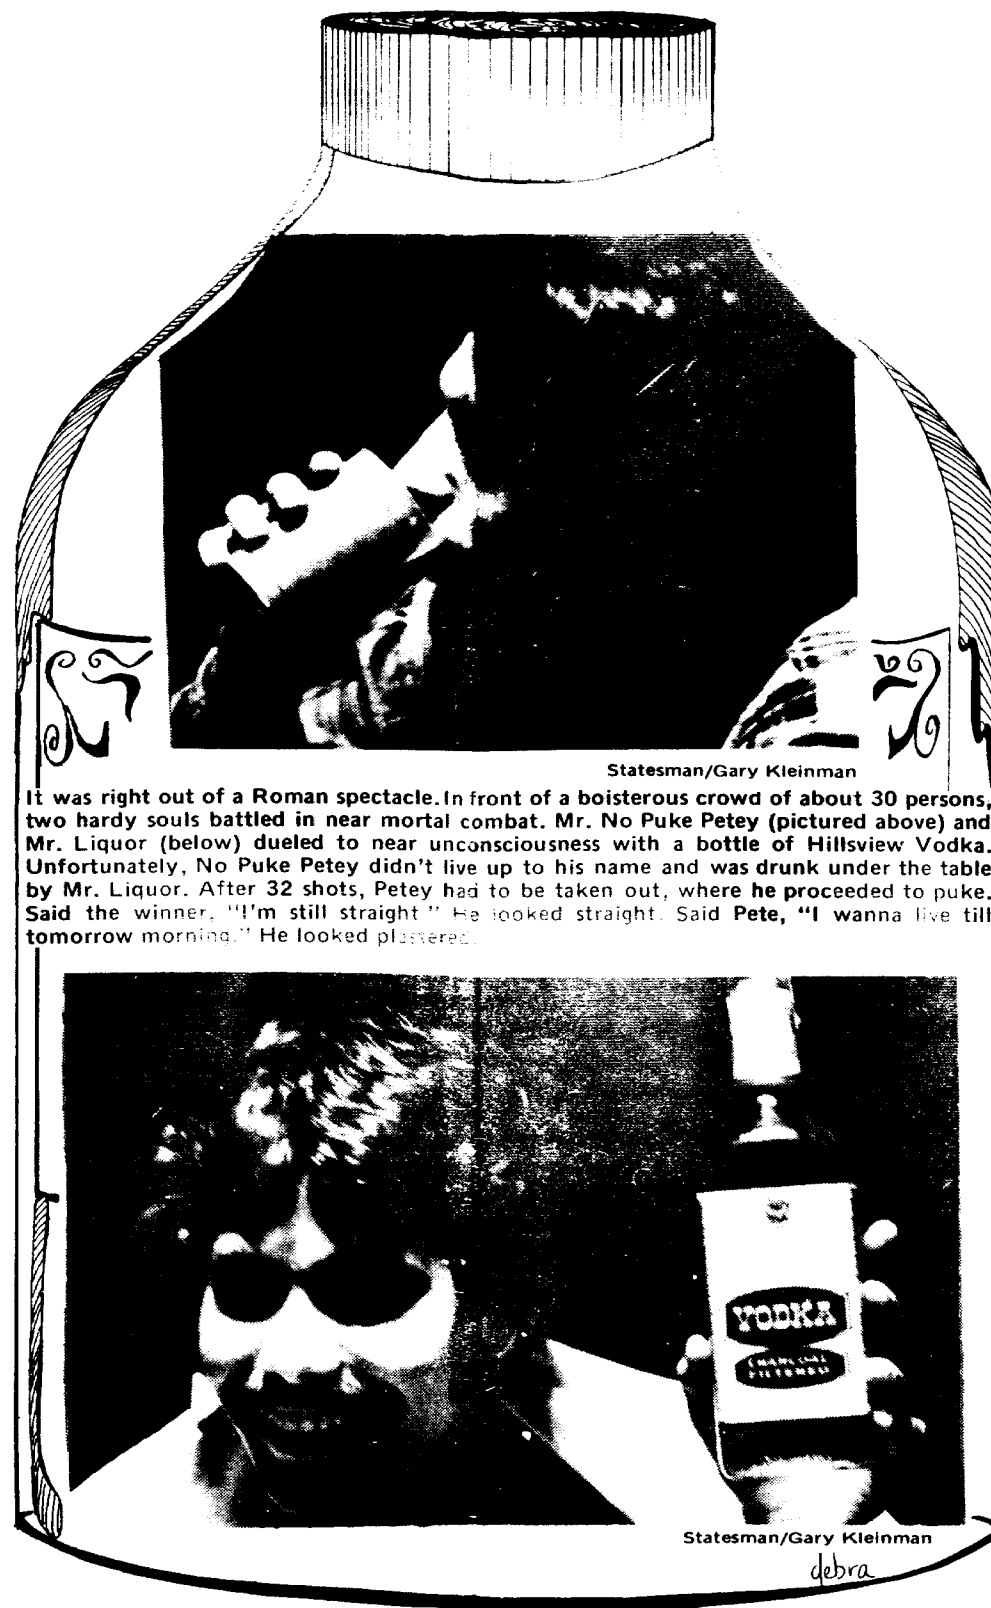 Statesman/Gary Kleinman
It was right out of a Roman spectacle. In front of a boisterous crowd of about 30 persons,
two hardy souls battled in near mortal combat. Mr. No Puke Petey (pictured above) and
Mr. Liquor (below) dueled to near unconsciousness with a bottle of Hillsview Vodka.
Unfortunately, No Puke Petey didn't live up to his name and was drunk under the table
by Mr. Liquor. After 32 shots, Petey had to be taken out, where he proceeded to puke.
Said the winner, "I'm still straight." He looked straight. Said Pete, "I wanna live till
tomorrow morning." He looked plastered.
VODKA
CHARCOAL
FILTERED
Statesman/Gary Kleinman
debra